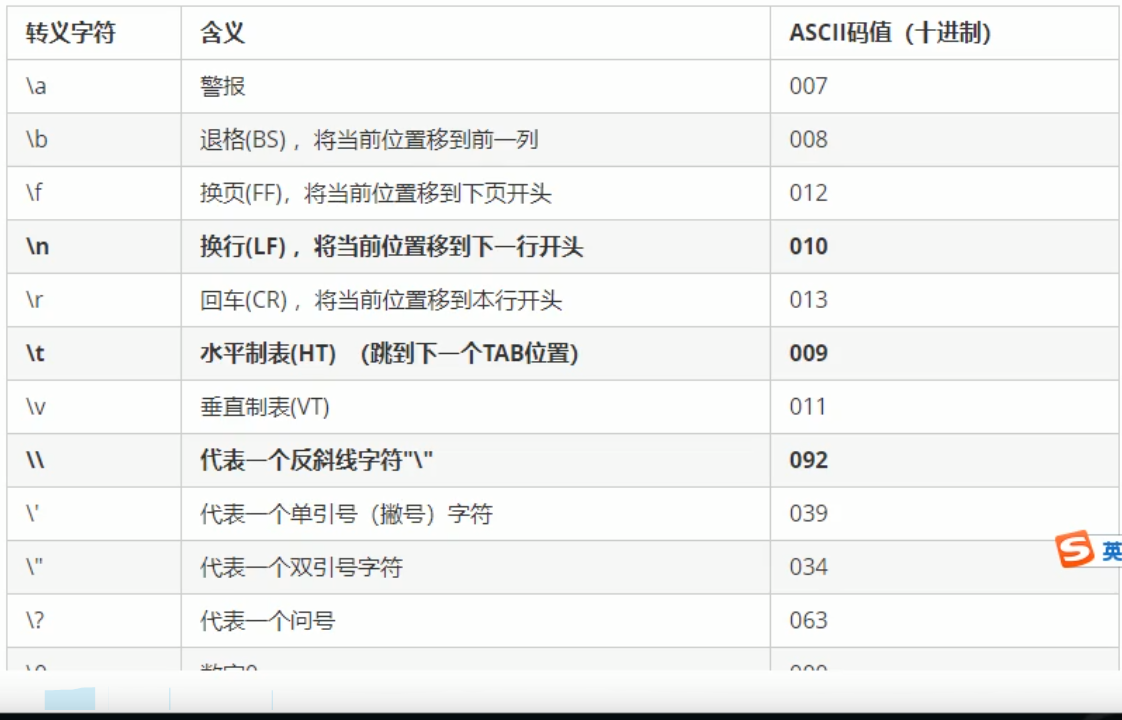 转义字符 含义 ASCII码值（十进制）
\a 警报 007
\b 退格(BS) ，将当前位置移到前一列 008
\f 换页(FF)，将当前位置移到下页开头 012
\n 换行(LF) ，将当前位置移到下一行开头 010
\r 回车(CR) ，将当前位置移到本行开头 013
\t 水平制表(HT) （跳到下一个TAB位置） 009
\v 垂直制表(VT) 011
\\ 代表一个反斜线字符"\" 092
\' 代表一个单引号（撇号）字符 039
\" 代表一个双引号字符 034
英
\? 代表一个问号 063